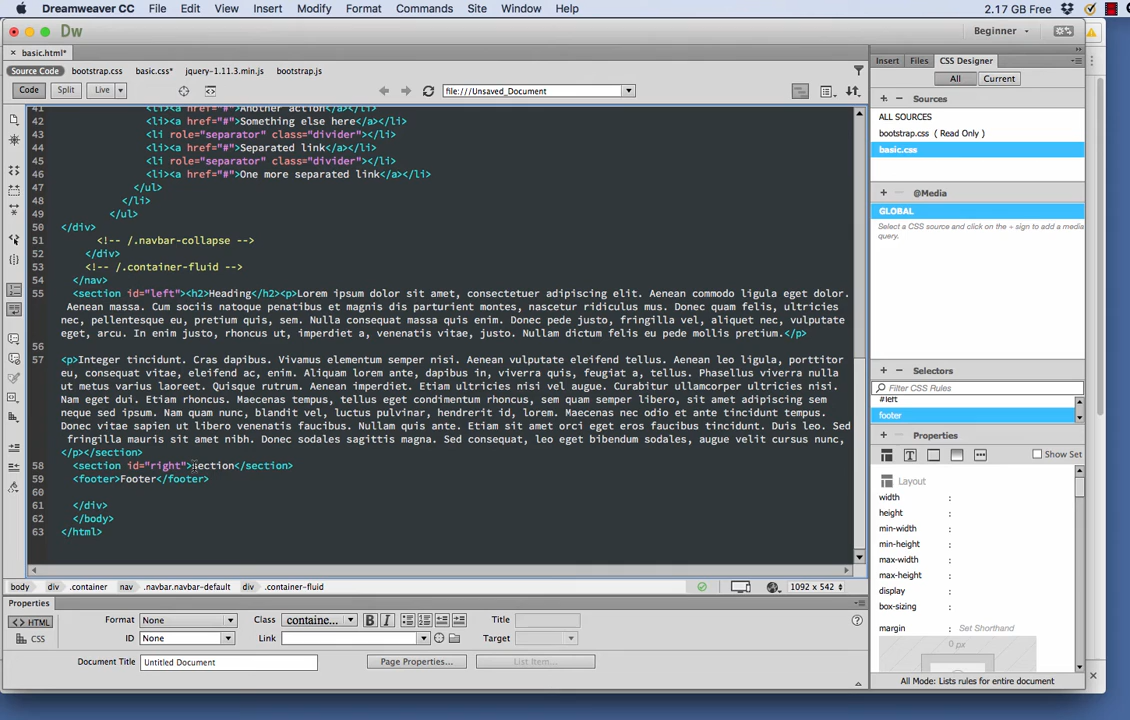 Dreamweaver CC File Edit View Insert Modify Format Commands Site Window Help 2.17 GB Free
Dw Beginner
basic.html*
Source Code bootstrap.css basic.css* jquery-1.11.3.min.js bootstrap.js
Code Split Live file:///Unsaved_Document
41 <li><a href="#">Another action</a></li>
42 <li><a href="#">Something else here</a></li>
43 <li role="separator" class="divider"></li>
44 <li><a href="#">Separated link</a></li>
45 <li role="separator" class="divider"></li>
46 <li><a href="#">One more separated link</a></li>
47 </ul>
48 </li>
49 </ul>
50 </div>
51 <!-- /.navbar-collapse -->
52 </div>
53 <!-- /.container-fluid -->
54 </nav>
55 <section id="left"><h2>Heading</h2><p>Lorem ipsum dolor sit amet, consectetuer adipiscing elit. Aenean commodo ligula eget dolor.
Aenean massa. Cum sociis natoque penatibus et magnis dis parturient montes, nascetur ridiculus mus. Donec quam felis, ultricies
nec, pellentesque eu, pretium quis, sem. Nulla consequat massa quis enim. Donec pede justo, fringilla vel, aliquet nec, vulputate
eget, arcu. In enim justo, rhoncus ut, imperdiet a, venenatis vitae, justo. Nullam dictum felis eu pede mollis pretium.</p>
56
57 <p>Integer tincidunt. Cras dapibus. Vivamus elementum semper nisi. Aenean vulputate eleifend tellus. Aenean leo ligula, porttitor
eu, consequat vitae, eleifend ac, enim. Aliquam lorem ante, dapibus in, viverra quis, feugiat a, tellus. Phasellus viverra nulla
ut metus varius laoreet. Quisque rutrum. Aenean imperdiet. Etiam ultricies nisi vel augue. Curabitur ullamcorper ultricies nisi.
Nam eget dui. Etiam rhoncus. Maecenas tempus, tellus eget condimentum rhoncus, sem quam semper libero, sit amet adipiscing sem
neque sed ipsum. Nam quam nunc, blandit vel, luctus pulvinar, hendrerit id, lorem. Maecenas nec odio et ante tincidunt tempus.
Donec vitae sapien ut libero venenatis faucibus. Nullam quis ante. Etiam sit amet orci eget eros faucibus tincidunt. Duis leo. Sed
fringilla mauris sit amet nibh. Donec sodales sagittis magna. Sed consequat, leo eget bibendum sodales, augue velit cursus nunc,
</p></section>
58 <section id="right">section</section>
59 <footer>Footer</footer>
60
61 </div>
62 </body>
63 </html>
body div .container nav .navbar.navbar-default div .container-fluid 1092 x 542
Properties
<> HTML Format None Class containe... B I Title
CSS ID None Link Target
Document Title Untitled Document Page Properties... List Item...
Insert Files CSS Designer
All Current
+ − Sources
ALL SOURCES
bootstrap.css ( Read Only )
basic.css
+ − @Media
GLOBAL
Select a CSS source and click on the + sign to add a media
query.
+ − Selectors
Filter CSS Rules
#left
footer
+ − Properties
Show Set
Layout
width :
height :
min-width :
min-height :
max-width :
max-height :
display :
box-sizing :
margin : Set Shorthand
0 px
All Mode: Lists rules for entire document